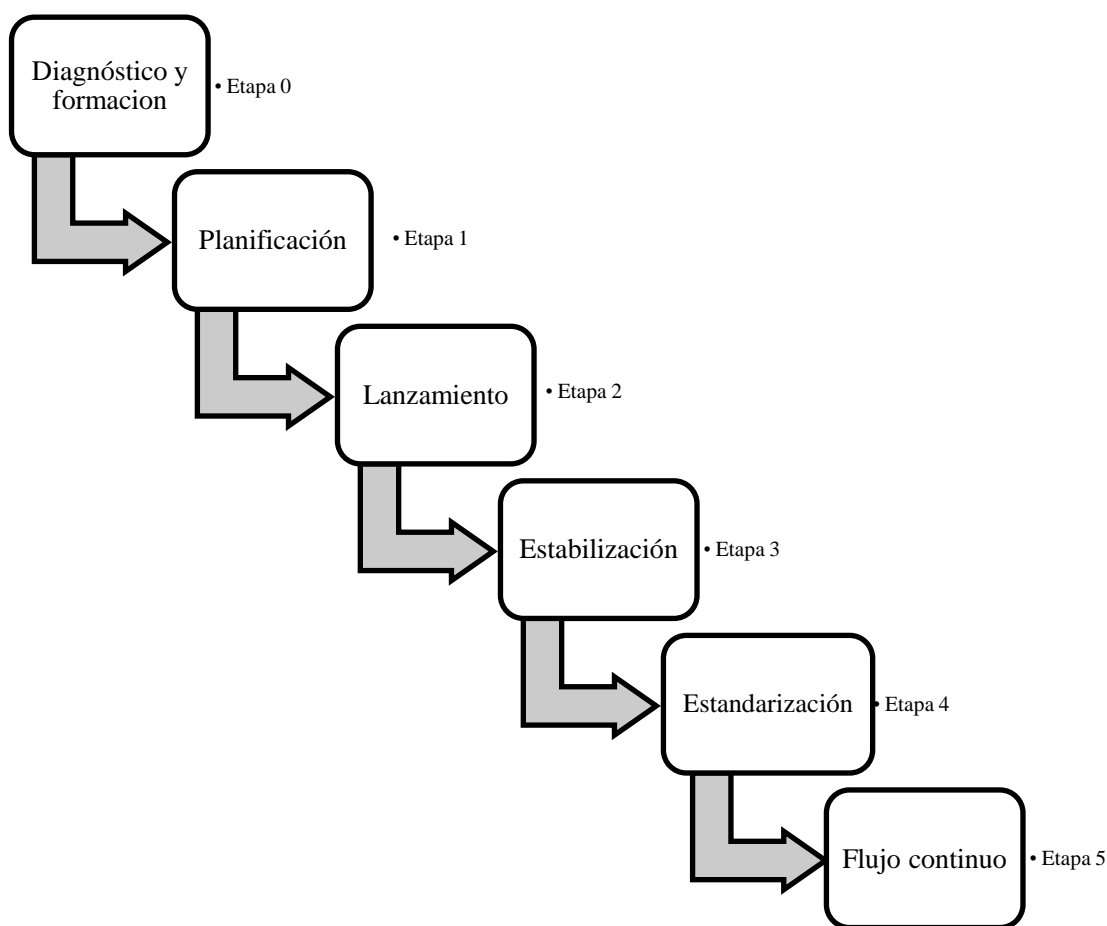 Diagnóstico y
formacion
• Etapa 0
Planificación
• Etapa 1
Lanzamiento
• Etapa 2
Estabilización
• Etapa 3
Estandarización
• Etapa 4
Flujo continuo
• Etapa 5